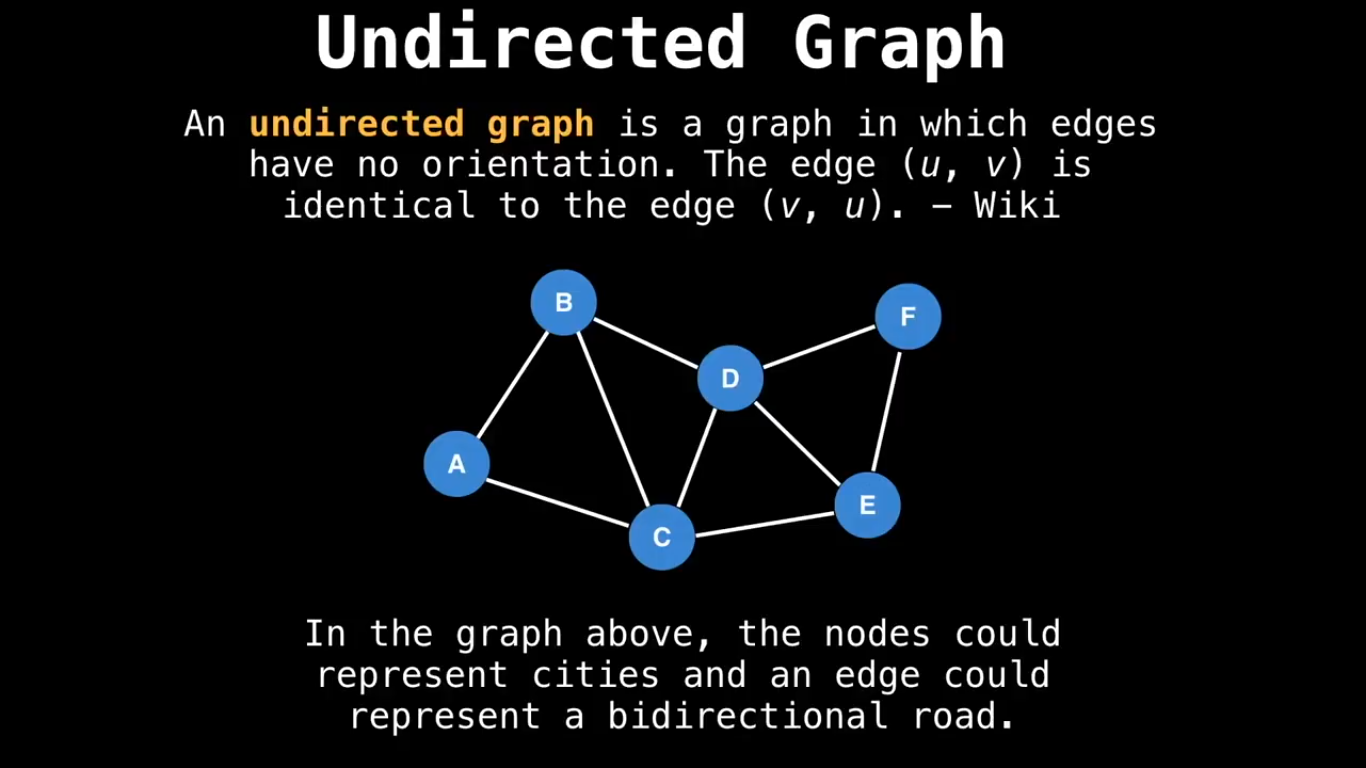 Undirected Graph
An undirected graph is a graph in which edges
have no orientation. The edge (u, v) is
identical to the edge (v, u). – Wiki
B
F
D
A
E
C
In the graph above, the nodes could
represent cities and an edge could
represent a bidirectional road.